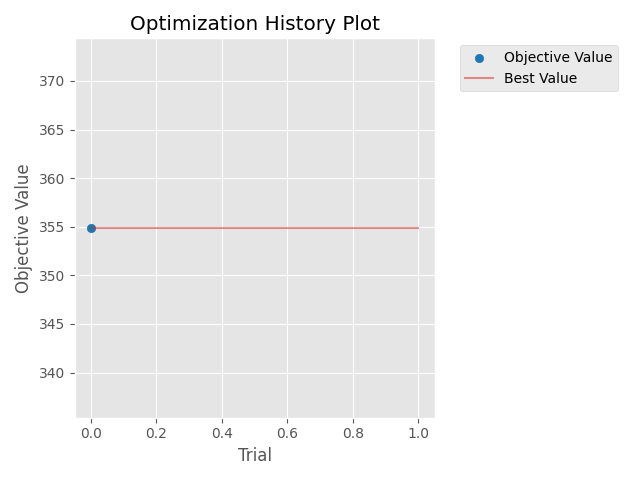 Optimization History Plot
Objective Value
Best Value
370
365
360
355
350
345
340
Objective Value
0.0 0.2 0.4 0.6 0.8 1.0
Trial